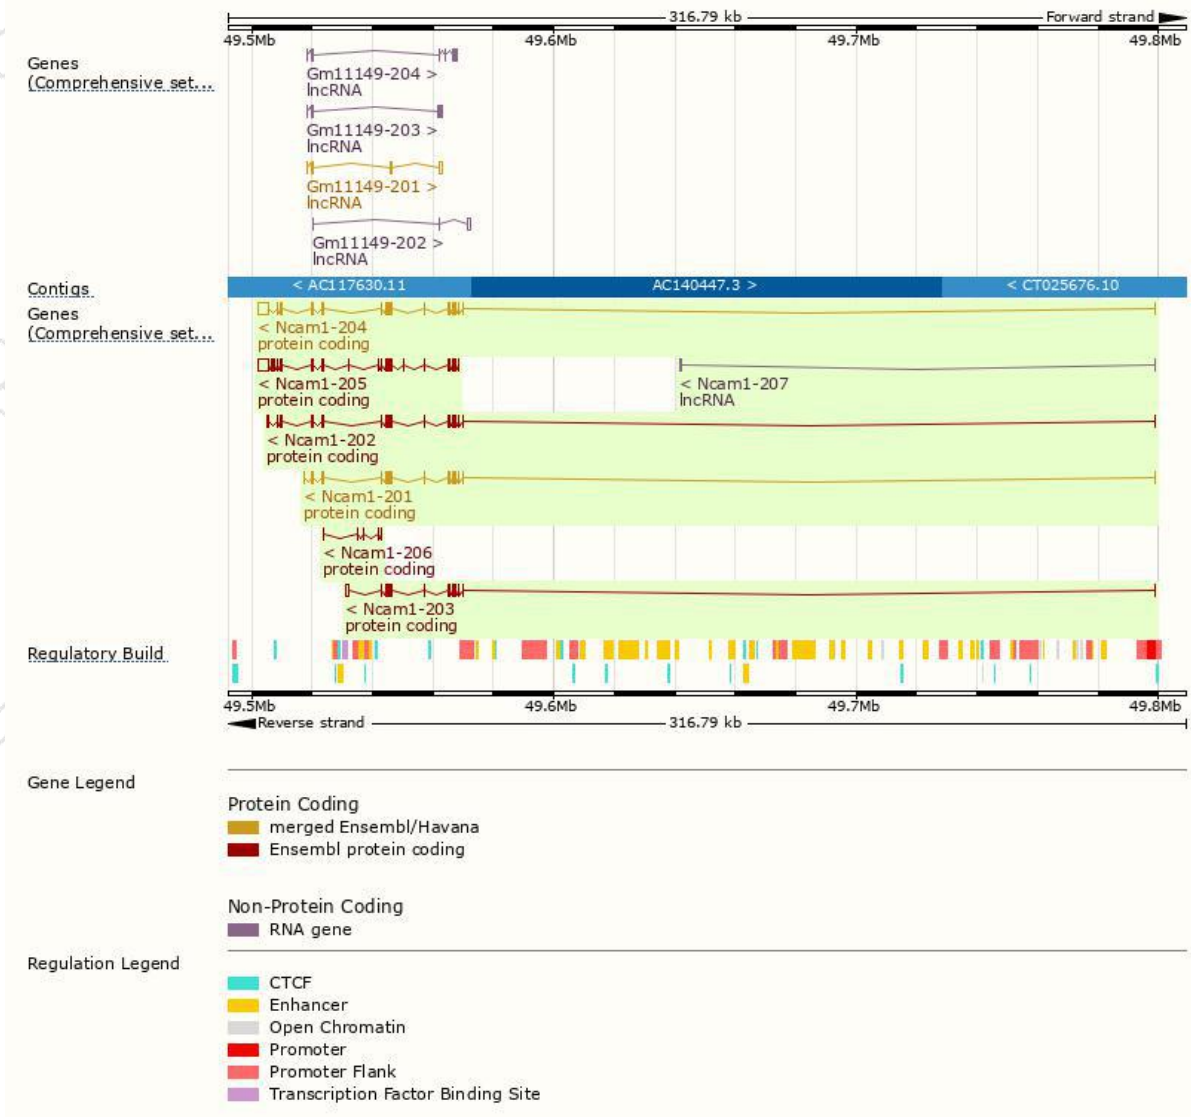 316.79 kb Forward strand
49.5Mb 49.6Mb 49.7Mb 49.8Mb
Genes
(Comprehensive set...
Gm11149-204 >
lncRNA
Gm11149-203 >
lncRNA
Gm11149-201 >
lncRNA
Gm11149-202 >
lncRNA
Contigs < AC117630.11 AC140447.3 > < CT025676.10
Genes
(Comprehensive set...
< Ncam1-204
protein coding
< Ncam1-205 < Ncam1-207
protein coding lncRNA
< Ncam1-202
protein coding
< Ncam1-201
protein coding
< Ncam1-206
protein coding
< Ncam1-203
protein coding
Regulatory Build
49.5Mb 49.6Mb 49.7Mb 49.8Mb
Reverse strand 316.79 kb
Gene Legend
Protein Coding
merged Ensembl/Havana
Ensembl protein coding
Non-Protein Coding
RNA gene
Regulation Legend
CTCF
Enhancer
Open Chromatin
Promoter
Promoter Flank
Transcription Factor Binding Site